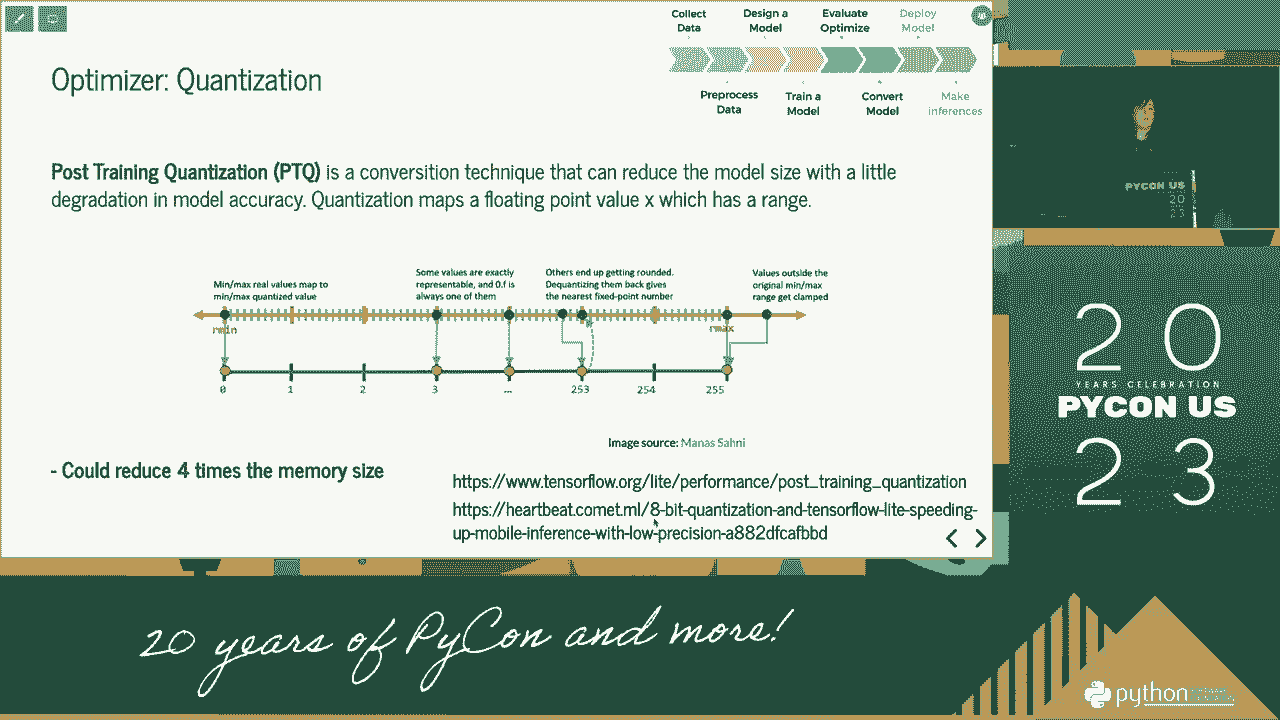 Collect
Data
Design a
Model
Evaluate
Optimize
Deploy
Model
Preprocess
Data
Train a
Model
Convert
Model
Make
inferences
Optimizer: Quantization
Post Training Quantization (PTQ) is a conversition technique that can reduce the model size with a little
degradation in model accuracy. Quantization maps a floating point value x which has a range.
Min/max real values map to
min/max quantized value
Some values are exactly
representable, and 0.f is
always one of them
Others end up getting rounded.
Dequantizing them back gives
the nearest fixed-point number
Values outside the
original min/max
range get clamped
rmin
rmax
0 1 2 3 ... 253 254 255
Image source: Manas Sahni
- Could reduce 4 times the memory size
https://www.tensorflow.org/lite/performance/post_training_quantization
https://heartbeat.comet.ml/8-bit-quantization-and-tensorflow-lite-speeding-
up-mobile-inference-with-low-precision-a882dfcafbbd
PYCON US
20
23
20
YEARS CELEBRATION
PYCON US
23
20 years of PyCon and more!
python